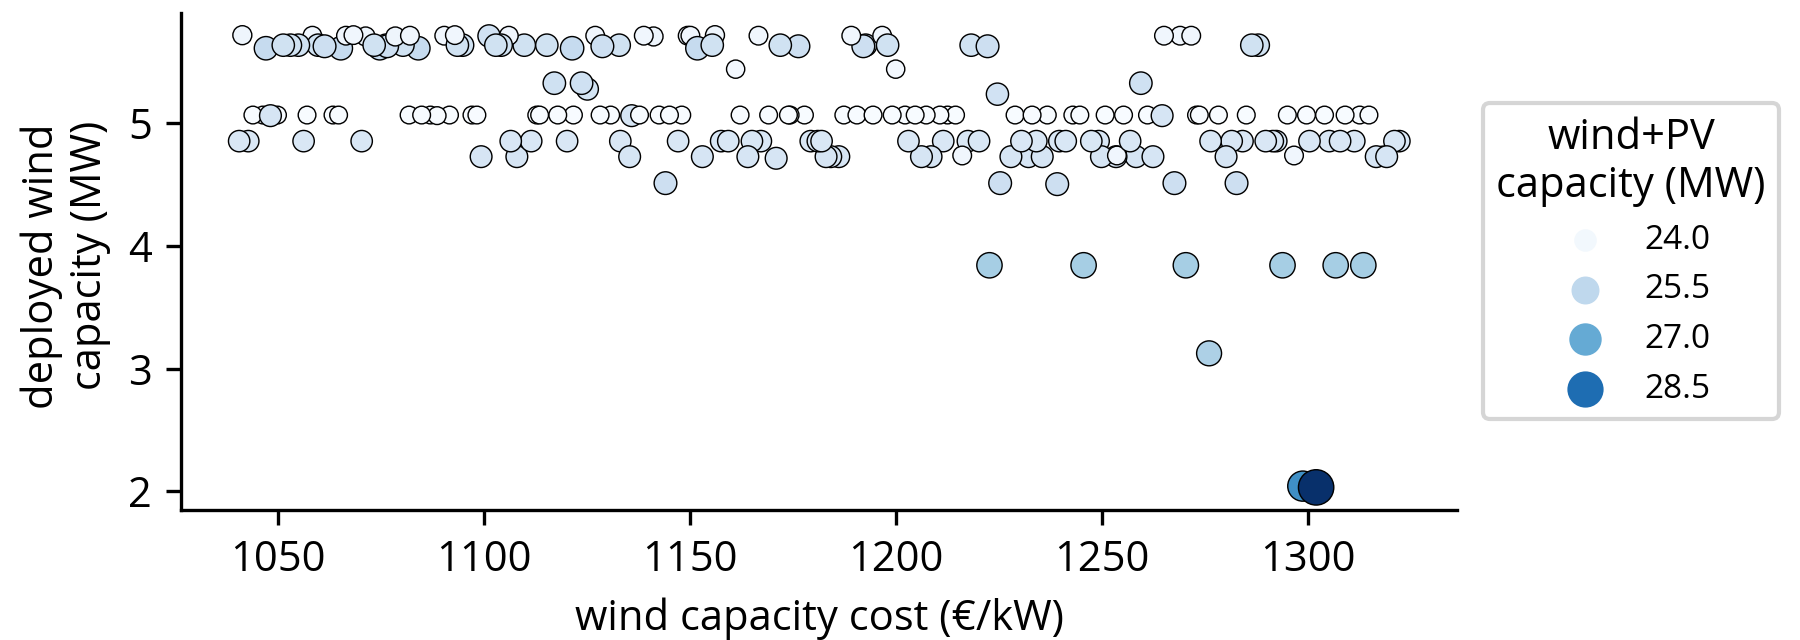 deployed wind
capacity (MW)
5
4
3
2
1050
1100
1150
1200
1250
1300
wind capacity cost (€/kW)
wind+PV
capacity (MW)
24.0
25.5
27.0
28.5